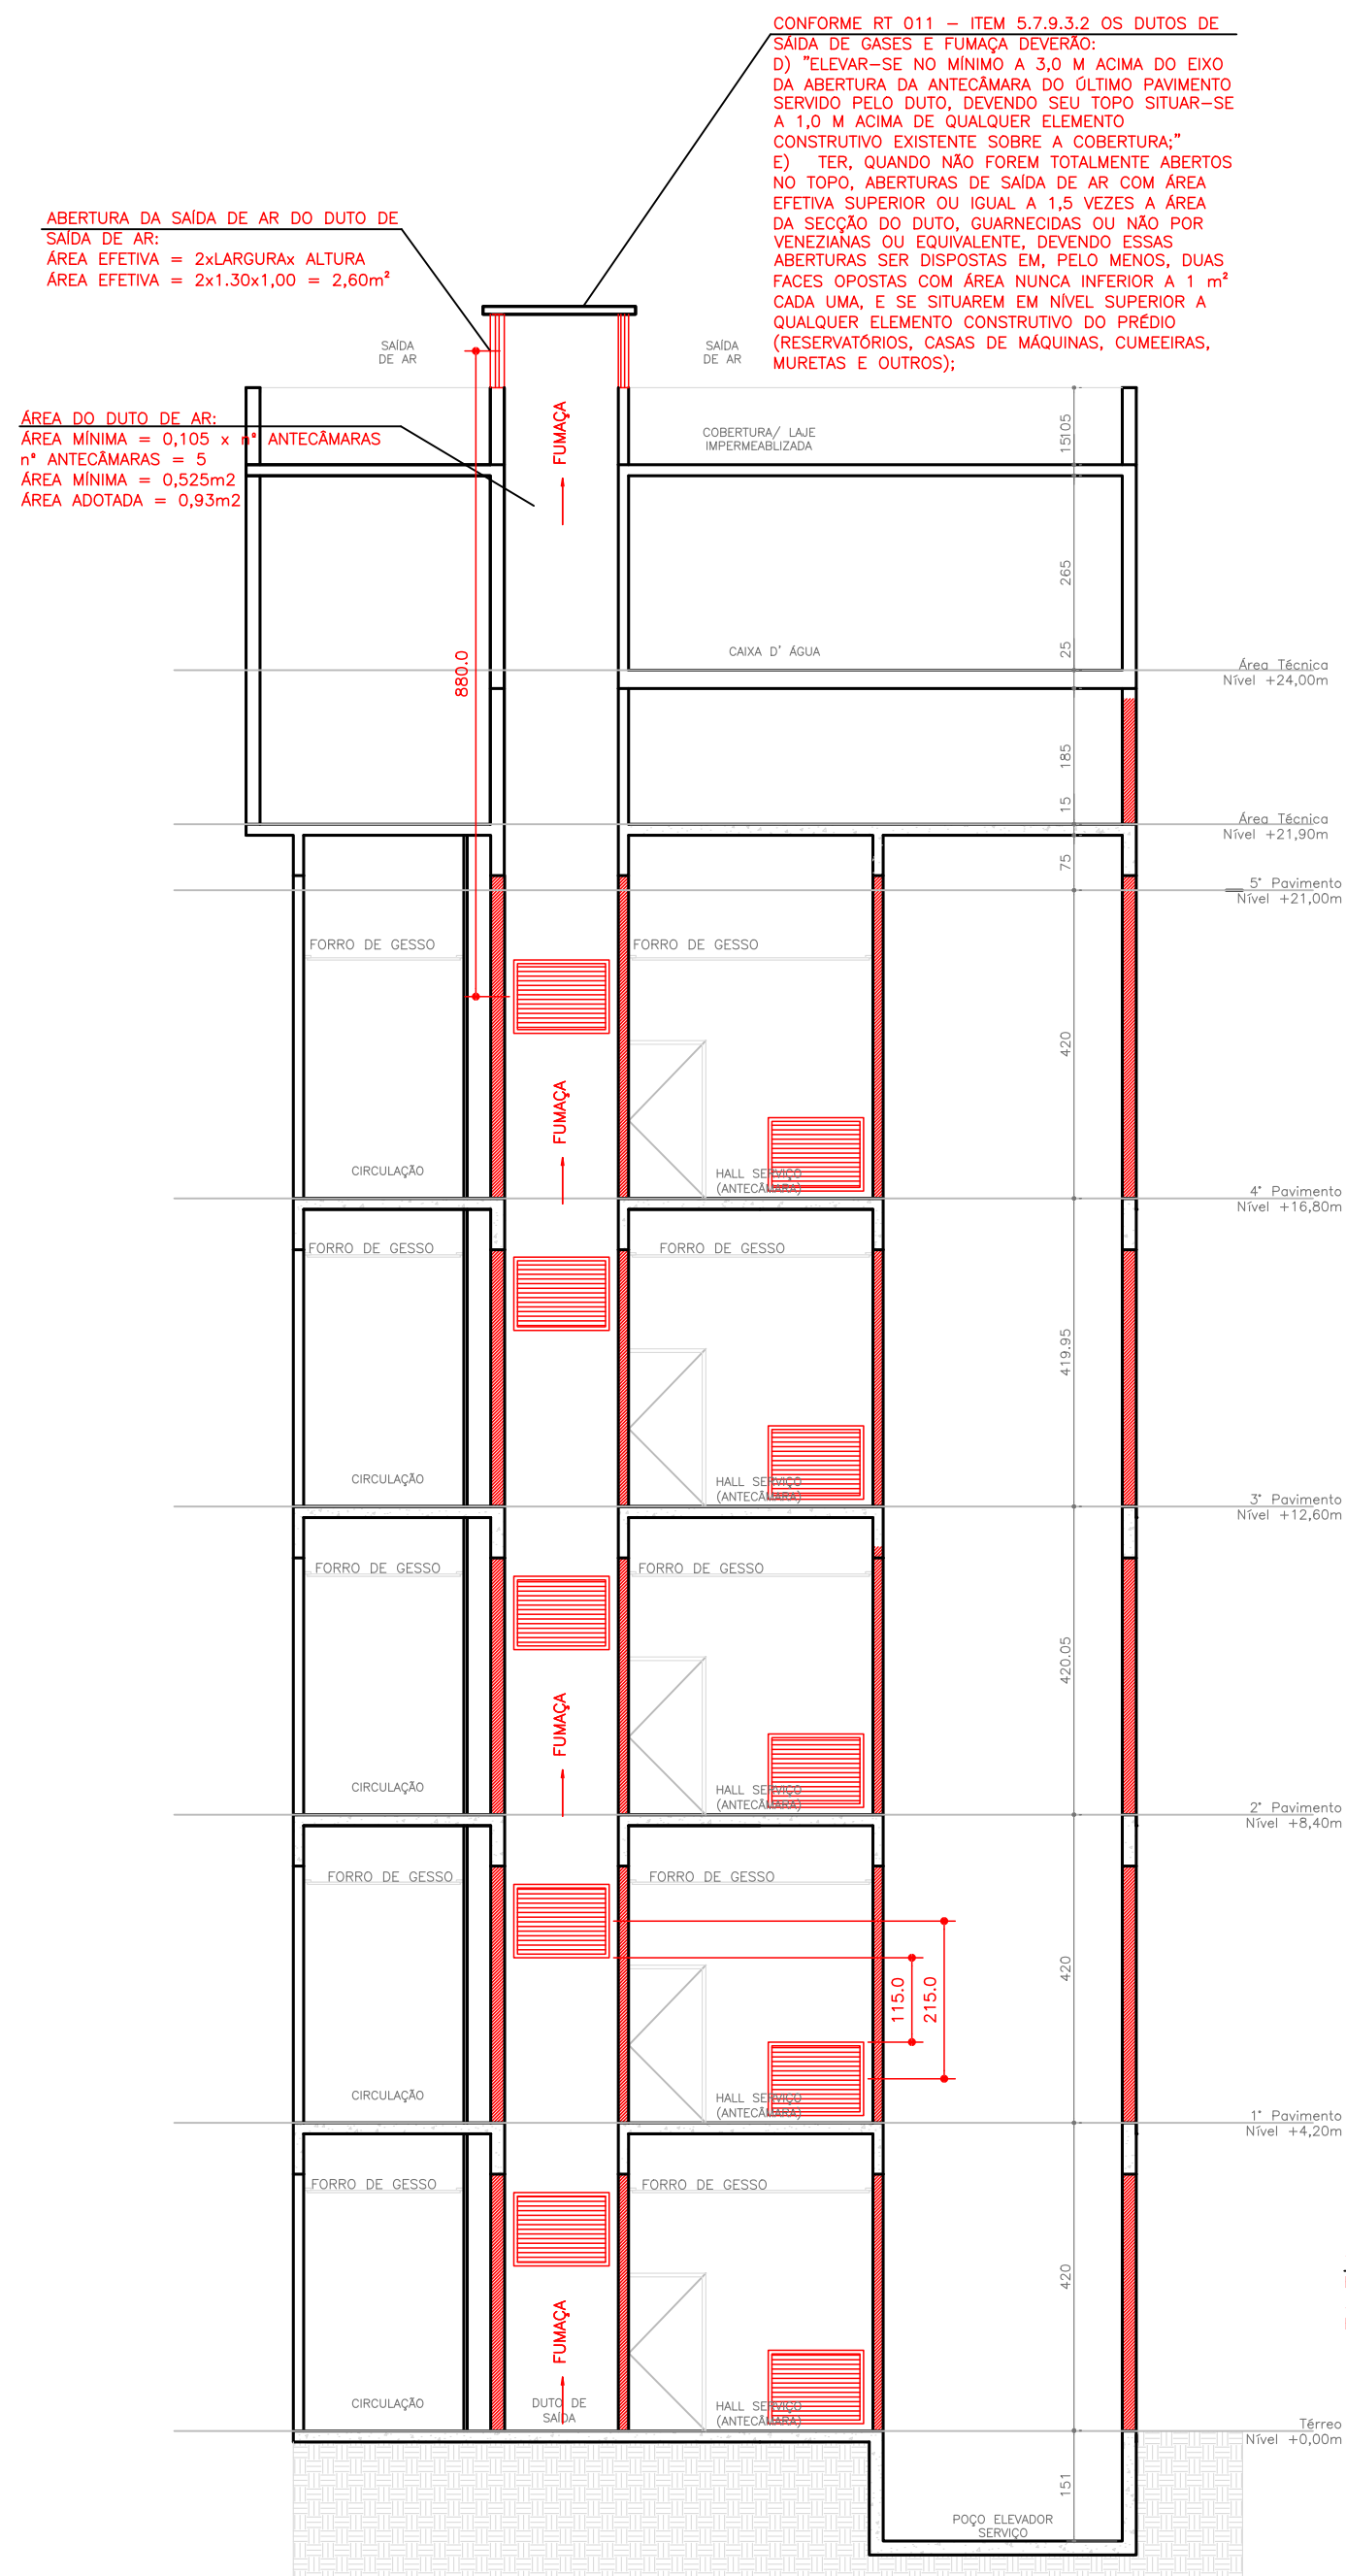 CONFORME RT 011 – ITEM 5.7.9.3.2 OS DUTOS DE
SAÍDA DE GASES E FUMAÇA DEVERÃO:
D) "ELEVAR–SE NO MÍNIMO A 3,0 M ACIMA DO EIXO
DA ABERTURA DA ANTECÂMARA DO ÚLTIMO PAVIMENTO
SERVIDO PELO DUTO, DEVENDO SEU TOPO SITUAR–SE
A 1,0 M ACIMA DE QUALQUER ELEMENTO
CONSTRUTIVO EXISTENTE SOBRE A COBERTURA;"
E) TER, QUANDO NÃO FOREM TOTALMENTE ABERTOS
NO TOPO, ABERTURAS DE SAÍDA DE AR COM ÁREA
EFETIVA SUPERIOR OU IGUAL A 1,5 VEZES A ÁREA
DA SECÇÃO DO DUTO, GUARNECIDAS OU NÃO POR
VENEZIANAS OU EQUIVALENTE, DEVENDO ESSAS
ABERTURAS SER DISPOSTAS EM, PELO MENOS, DUAS
FACES OPOSTAS COM ÁREA NUNCA INFERIOR A 1 m²
CADA UMA, E SE SITUAREM EM NÍVEL SUPERIOR A
QUALQUER ELEMENTO CONSTRUTIVO DO PRÉDIO
(RESERVATÓRIOS, CASAS DE MÁQUINAS, CUMEEIRAS,
MURETAS E OUTROS);
ABERTURA DA SAÍDA DE AR DO DUTO DE
SAÍDA DE AR:
ÁREA EFETIVA = 2xLARGURAx ALTURA
ÁREA EFETIVA = 2x1.30x1,00 = 2,60m²
SAÍDA
DE AR
SAÍDA
DE AR
ÁREA DO DUTO DE AR:
ÁREA MÍNIMA = 0,105 x nº ANTECÂMARAS
nº ANTECÂMARAS = 5
ÁREA MÍNIMA = 0,525m2
ÁREA ADOTADA = 0,93m2
FUMAÇA
COBERTURA/ LAJE
IMPERMEABLIZADA
15105
265
25
CAIXA D' ÁGUA
880.0
Área Técnica
Nível +24,00m
185
15
Área Técnica
Nível +21,90m
75
5° Pavimento
Nível +21,00m
FORRO DE GESSO
FORRO DE GESSO
420
FUMAÇA
CIRCULAÇÃO
HALL SERVIÇO
(ANTECÂMARA)
4° Pavimento
Nível +16,80m
FORRO DE GESSO
FORRO DE GESSO
419.95
CIRCULAÇÃO
HALL SERVIÇO
(ANTECÂMARA)
3° Pavimento
Nível +12,60m
FORRO DE GESSO
FORRO DE GESSO
420.05
FUMAÇA
CIRCULAÇÃO
HALL SERVIÇO
(ANTECÂMARA)
2° Pavimento
Nível +8,40m
FORRO DE GESSO
FORRO DE GESSO
115.0
215.0
420
CIRCULAÇÃO
HALL SERVIÇO
(ANTECÂMARA)
1° Pavimento
Nível +4,20m
FORRO DE GESSO
FORRO DE GESSO
420
FUMAÇA
CIRCULAÇÃO
DUTO DE
SAÍDA
HALL SERVIÇO
(ANTECÂMARA)
Térreo
Nível +0,00m
151
POÇO ELEVADOR
SERVIÇO